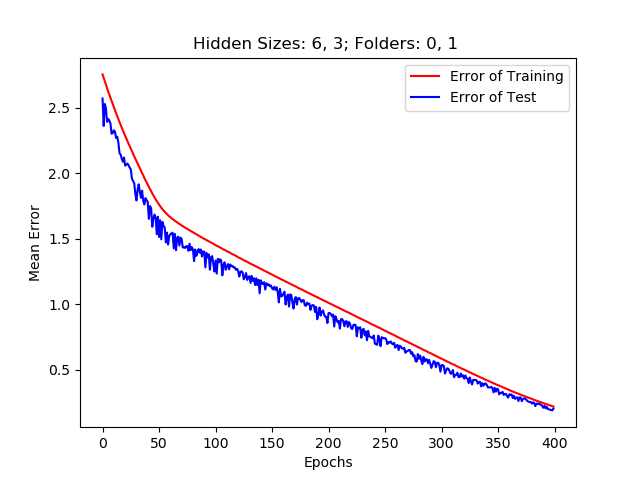 Hidden Sizes: 6, 3; Folders: 0, 1
Error of Training
Error of Test
Mean Error
2.5
2.0
1.5
1.0
0.5
0 50 100 150 200 250 300 350 400
Epochs